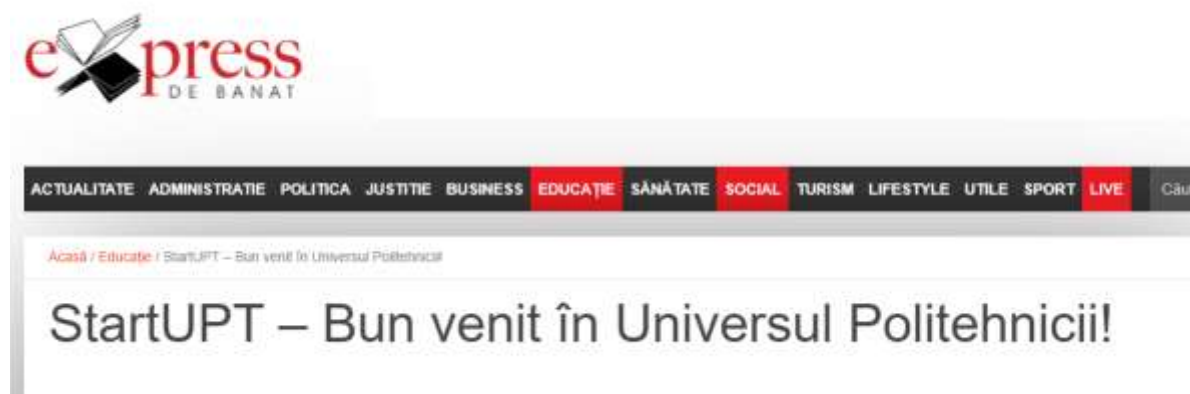 express
DE BANAT
ACTUALITATE ADMINISTRATIE POLITICA JUSTITIE BUSINESS EDUCAȚIE SĂNĂTATE SOCIAL TURISM LIFESTYLE UTILE SPORT LIVE Cău
Acasă / Educație / StartUPT – Bun venit în Universul Politehnicii!
StartUPT – Bun venit în Universul Politehnicii!